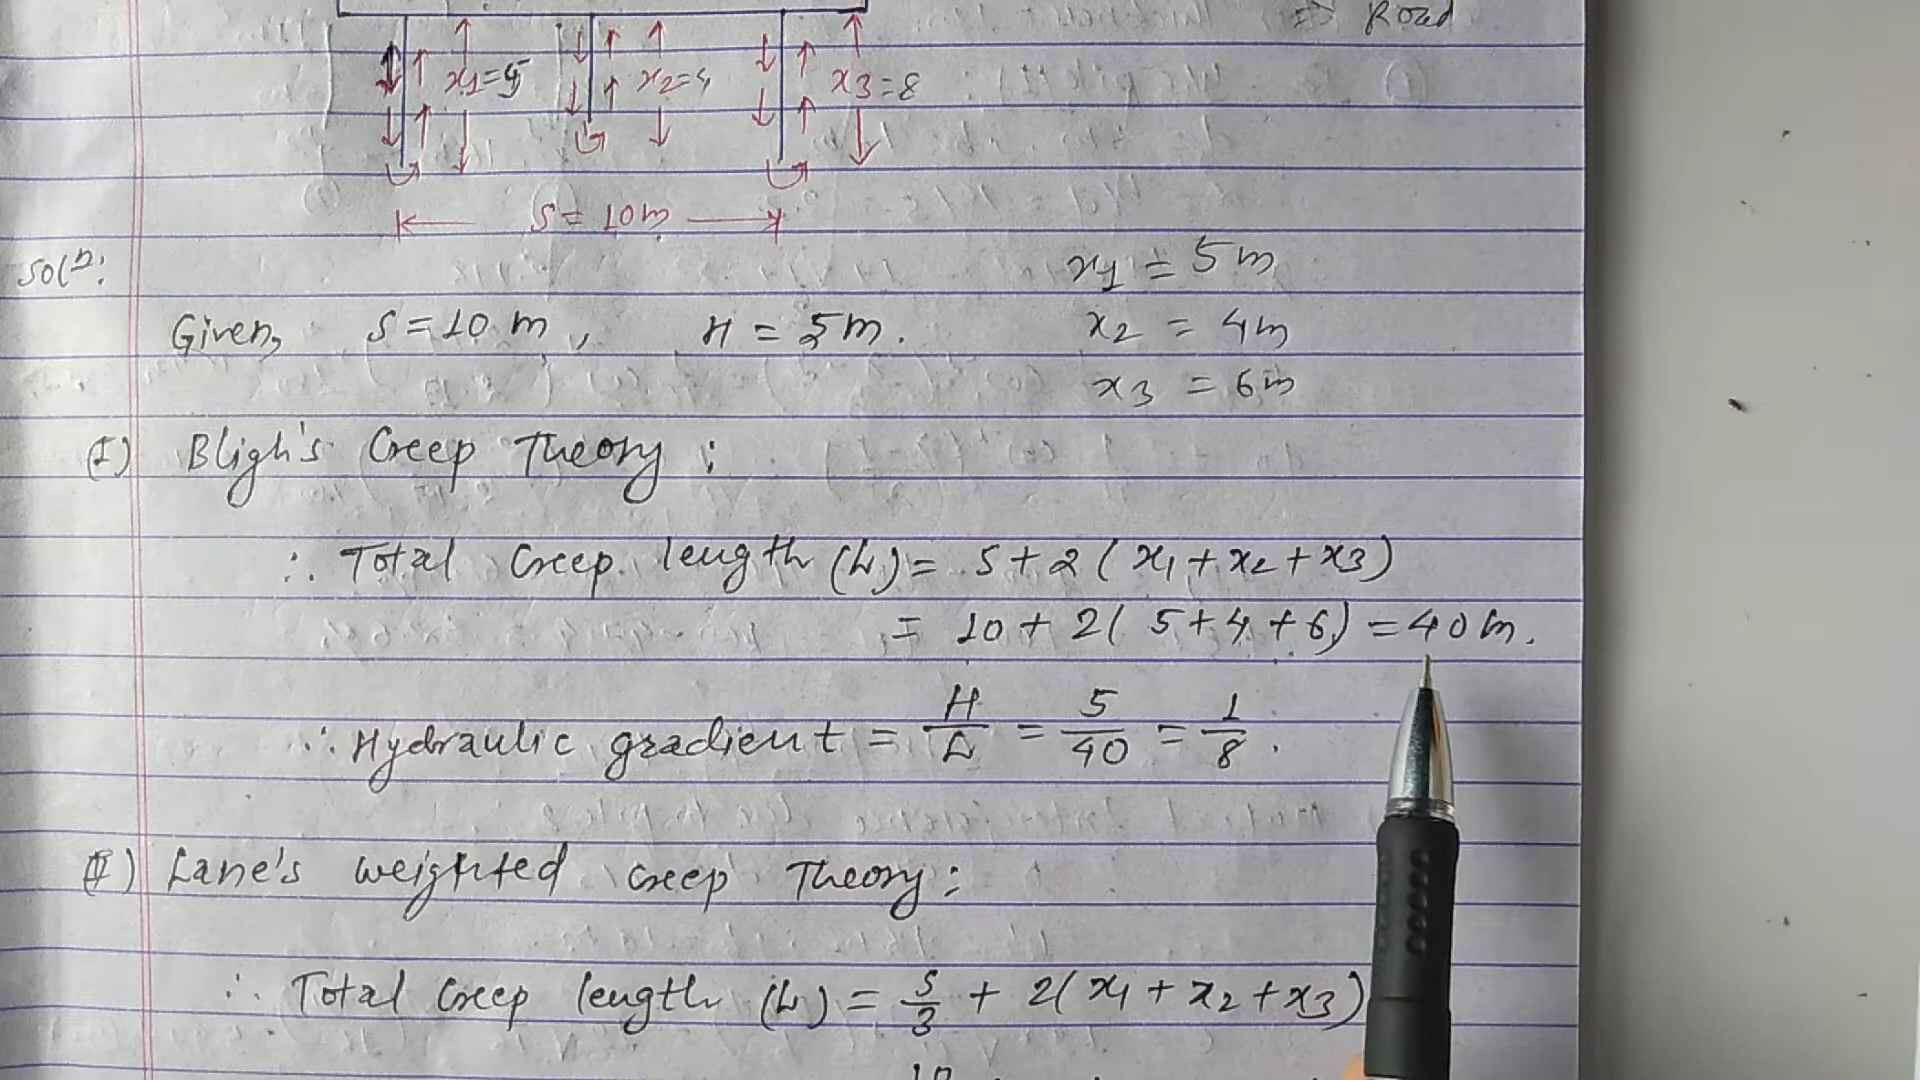 ⇒ Road
x1=5 x2=4 x3=8
S= 10m
Solⁿ:
x1 = 5m
Given, S=10 m, H = 5m. x2 = 4m
x3 = 6m
(I) Bligh's Creep Theory:
∴ Total Creep length (L) = S+2(x1+x2+x3)
= 10+2(5+4+6) = 40m.
∴ Hydraulic gradient = H/L = 5/40 = 1/8.
(II) Lane's weighted creep Theory:
∴ Total Creep length (L) = S/3 + 2(x1+x2+x3)
10